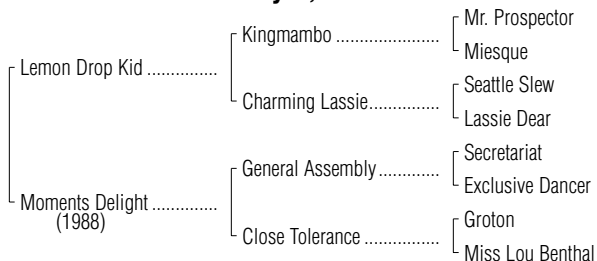 Mr. Prospector
Kingmambo ....................
Miesque
Lemon Drop Kid ..............
Seattle Slew
Charming Lassie..............
Lassie Dear
Secretariat
General Assembly............
Exclusive Dancer
Moments Delight .............
(1988)
Groton
Close Tolerance ...............
Miss Lou Benthal